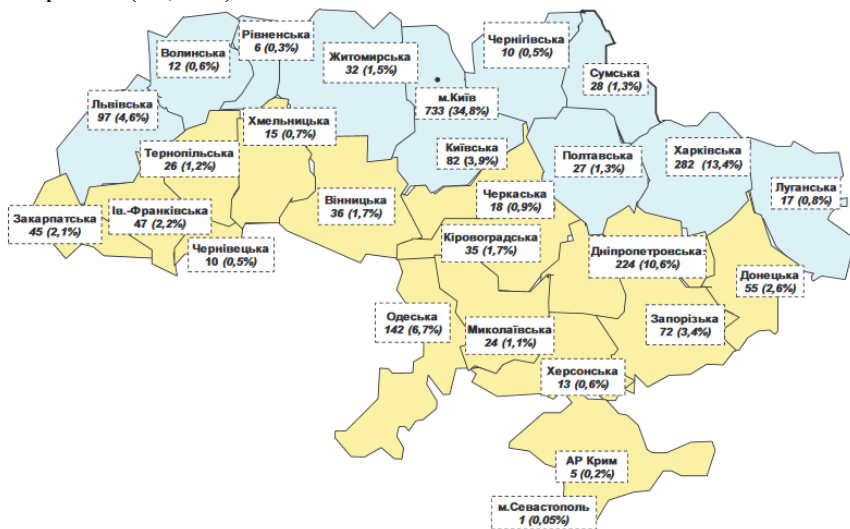 Волинська
12 (0,6%)
Рівненська
6 (0,3%)
Житомирська
32 (1,5%)
Чернігівська
10 (0,5%)
Сумська
28 (1,3%)
Львівська
97 (4,6%)
м.Київ
733 (34,8%)
Хмельницька
15 (0,7%)
Київська
82 (3,9%)
Полтавська
27 (1,3%)
Харківська
282 (13,4%)
Луганська
17 (0,8%)
Тернопільська
26 (1,2%)
Закарпатська
45 (2,1%)
Ів.-Франківська
47 (2,2%)
Чернівецька
10 (0,5%)
Вінницька
36 (1,7%)
Черкаська
18 (0,9%)
Кіровоградська
35 (1,7%)
Дніпропетровська
224 (10,6%)
Донецька
55 (2,6%)
Одеська
142 (6,7%)
Миколаївська
24 (1,1%)
Запорізька
72 (3,4%)
Херсонська
13 (0,6%)
АР Крим
5 (0,2%)
м.Севастополь
1 (0,05%)